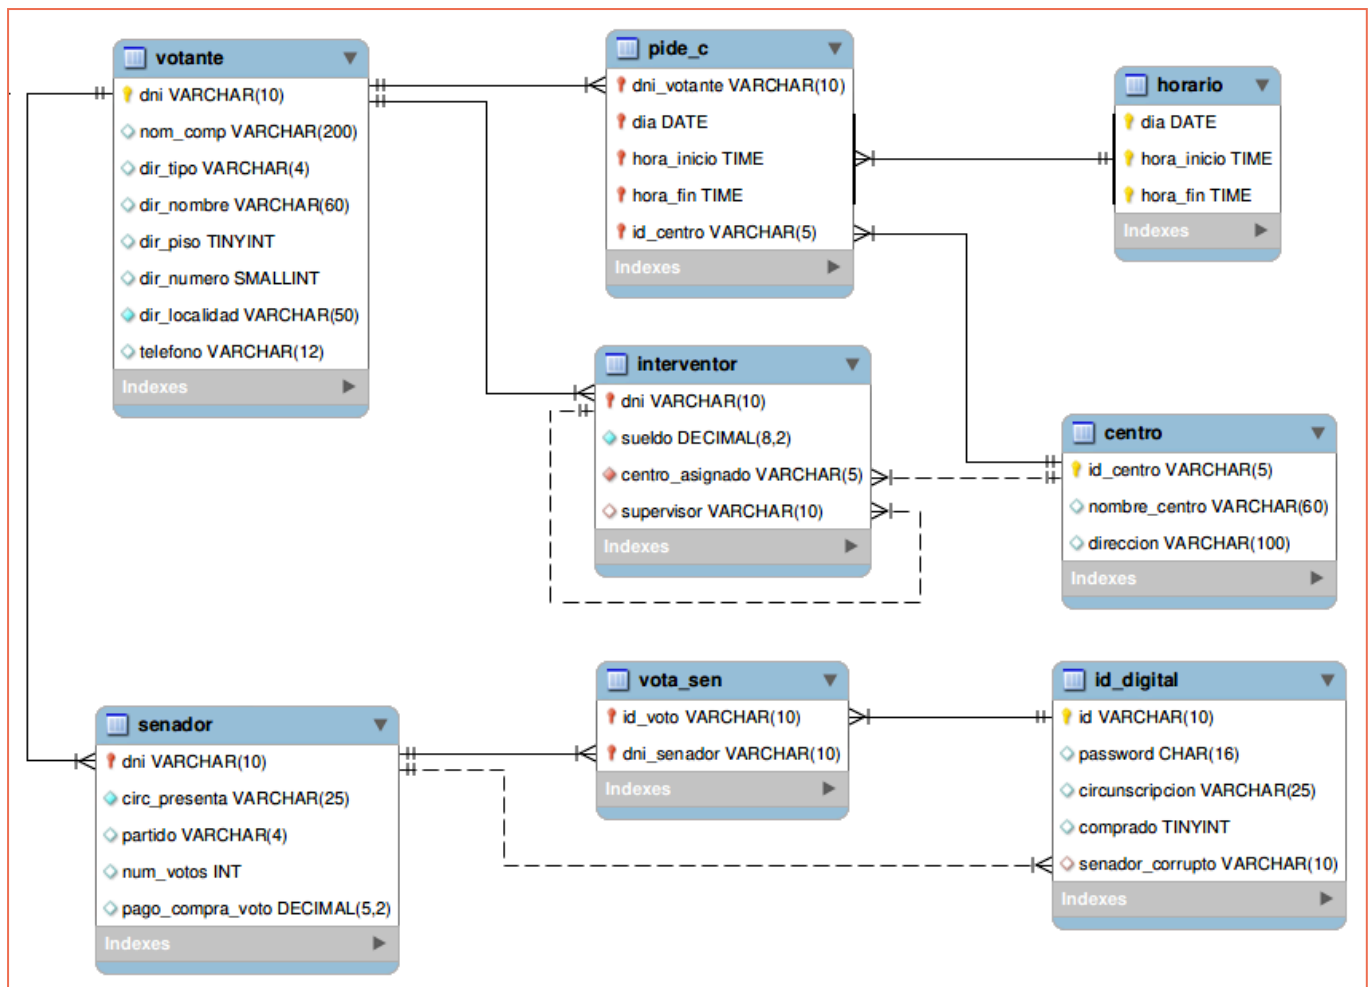 votante
dni VARCHAR(10)
nom_comp VARCHAR(200)
dir_tipo VARCHAR(4)
dir_nombre VARCHAR(60)
dir_piso TINYINT
dir_numero SMALLINT
dir_localidad VARCHAR(50)
telefono VARCHAR(12)
Indexes
pide_c
dni_votante VARCHAR(10)
dia DATE
hora_inicio TIME
hora_fin TIME
id_centro VARCHAR(5)
Indexes
horario
dia DATE
hora_inicio TIME
hora_fin TIME
Indexes
interventor
dni VARCHAR(10)
sueldo DECIMAL(8,2)
centro_asignado VARCHAR(5)
supervisor VARCHAR(10)
Indexes
centro
id_centro VARCHAR(5)
nombre_centro VARCHAR(60)
direccion VARCHAR(100)
Indexes
senador
dni VARCHAR(10)
circ_presenta VARCHAR(25)
partido VARCHAR(4)
num_votos INT
pago_compra_voto DECIMAL(5,2)
Indexes
vota_sen
id_voto VARCHAR(10)
dni_senador VARCHAR(10)
Indexes
id_digital
id VARCHAR(10)
password CHAR(16)
circunscripcion VARCHAR(25)
comprado TINYINT
senador_corrupto VARCHAR(10)
Indexes